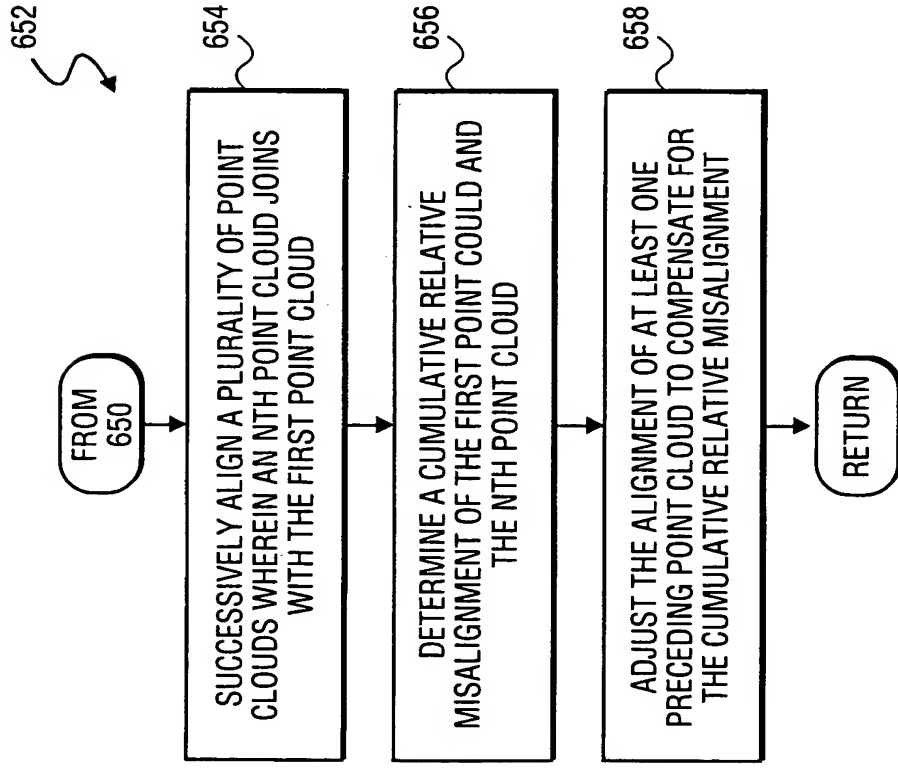 652
FROM
650
654
SUCCESSIVELY ALIGN A PLURALITY OF POINT
CLOUDS WHEREIN AN NTH POINT CLOUD JOINS
WITH THE FIRST POINT CLOUD
656
DETERMINE A CUMULATIVE RELATIVE
MISALIGNMENT OF THE FIRST POINT COULD AND
THE NTH POINT CLOUD
658
ADJUST THE ALIGNMENT OF AT LEAST ONE
PRECEDING POINT CLOUD TO COMPENSATE FOR
THE CUMULATIVE RELATIVE MISALIGNMENT
RETURN